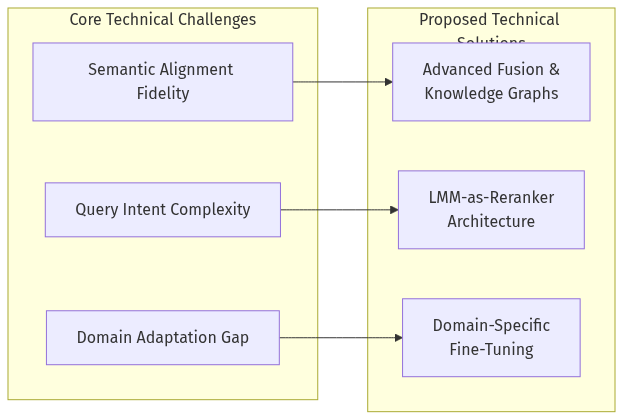 Core Technical Challenges
Semantic Alignment
Fidelity
Query Intent Complexity
Domain Adaptation Gap
Proposed Technical
Solutions
Advanced Fusion &
Knowledge Graphs
LMM-as-Reranker
Architecture
Domain-Specific
Fine-Tuning